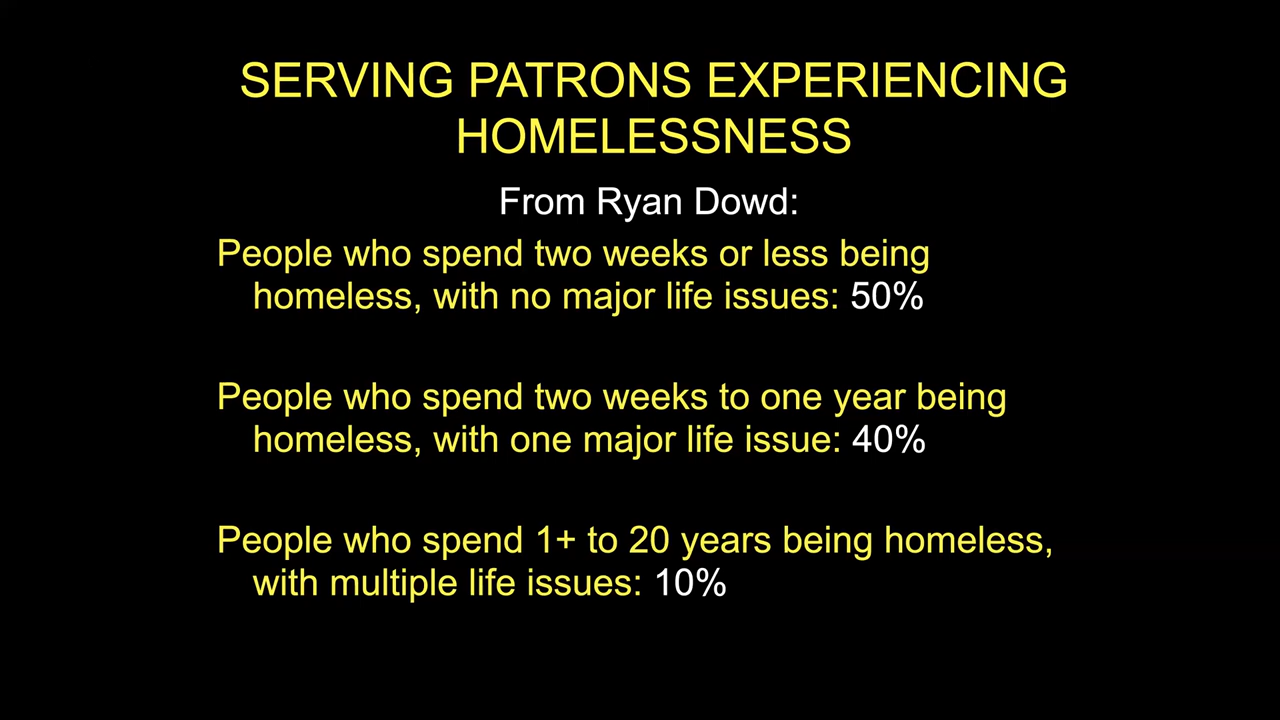 SERVING PATRONS EXPERIENCING
HOMELESSNESS
From Ryan Dowd:
People who spend two weeks or less being
homeless, with no major life issues: 50%
People who spend two weeks to one year being
homeless, with one major life issue: 40%
People who spend 1+ to 20 years being homeless,
with multiple life issues: 10%